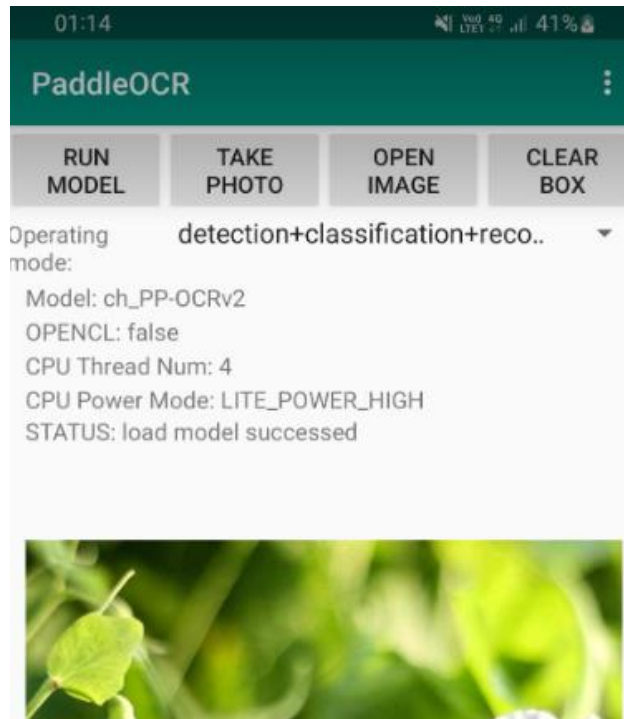 01:14 41%
PaddleOCR
RUN MODEL TAKE PHOTO OPEN IMAGE CLEAR BOX
Operating mode: detection+classification+reco..
Model: ch_PP-OCRv2
OPENCL: false
CPU Thread Num: 4
CPU Power Mode: LITE_POWER_HIGH
STATUS: load model successed